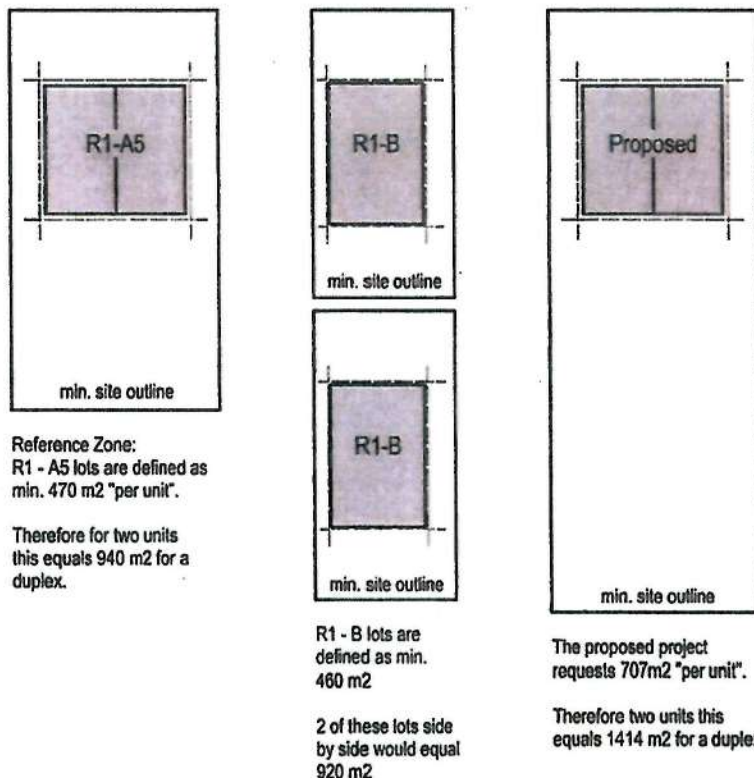 R1-A5
min. site outline
Reference Zone:
R1 - A5 lots are defined as
min. 470 m2 "per unit".
Therefore for two units
this equals 940 m2 for a
duplex.
R1-B
min. site outline
R1-B
min. site outline
R1 - B lots are
defined as min.
460 m2
2 of these lots side
by side would equal
920 m2
Proposed
min. site outline
The proposed project
requests 707m2 "per unit".
Therefore two units this
equals 1414 m2 for a duple